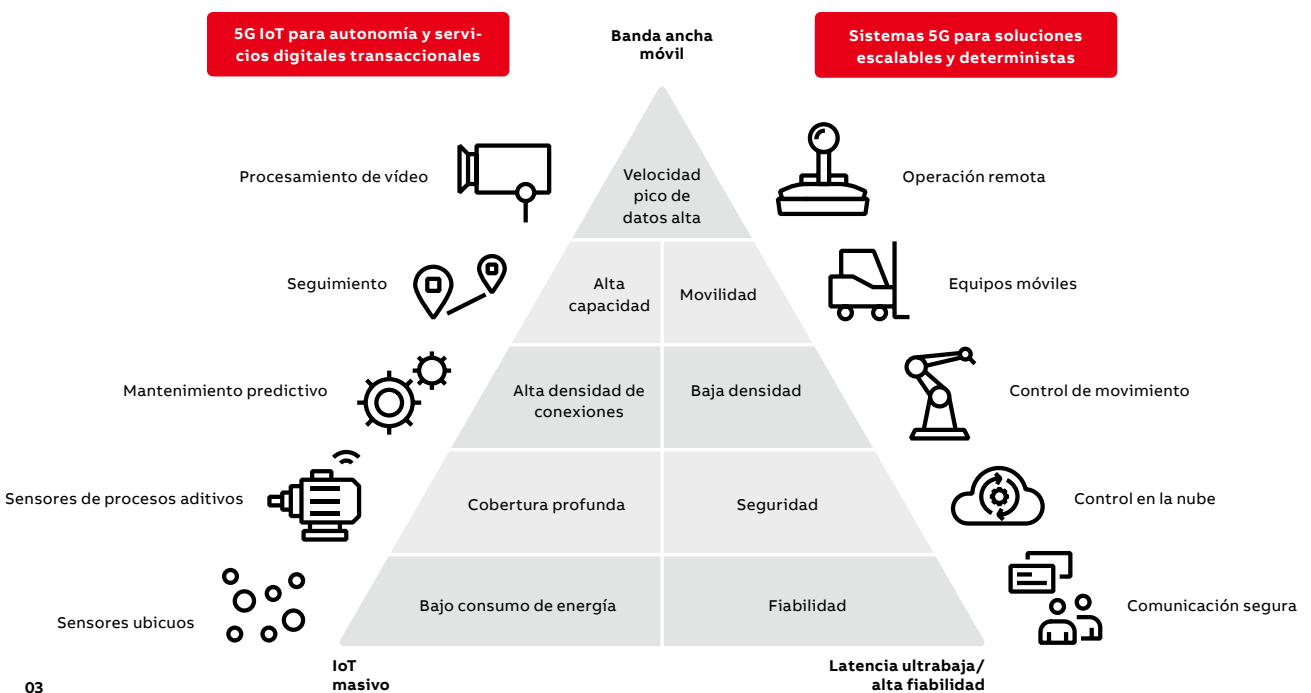 5G IoT para autonomía y servi-
cios digitales transaccionales
Banda ancha
móvil
Sistemas 5G para soluciones
escalables y deterministas
Procesamiento de vídeo
Velocidad
pico de
datos alta
Operación remota
Seguimiento
Alta
capacidad
Movilidad
Equipos móviles
Mantenimiento predictivo
Alta densidad de
conexiones
Baja densidad
Control de movimiento
Sensores de procesos aditivos
Cobertura profunda
Seguridad
Control en la nube
Sensores ubicuos
Bajo consumo de energía
Fiabilidad
Comunicación segura
IoT
masivo
Latencia ultrabaja/
alta fiabilidad
03